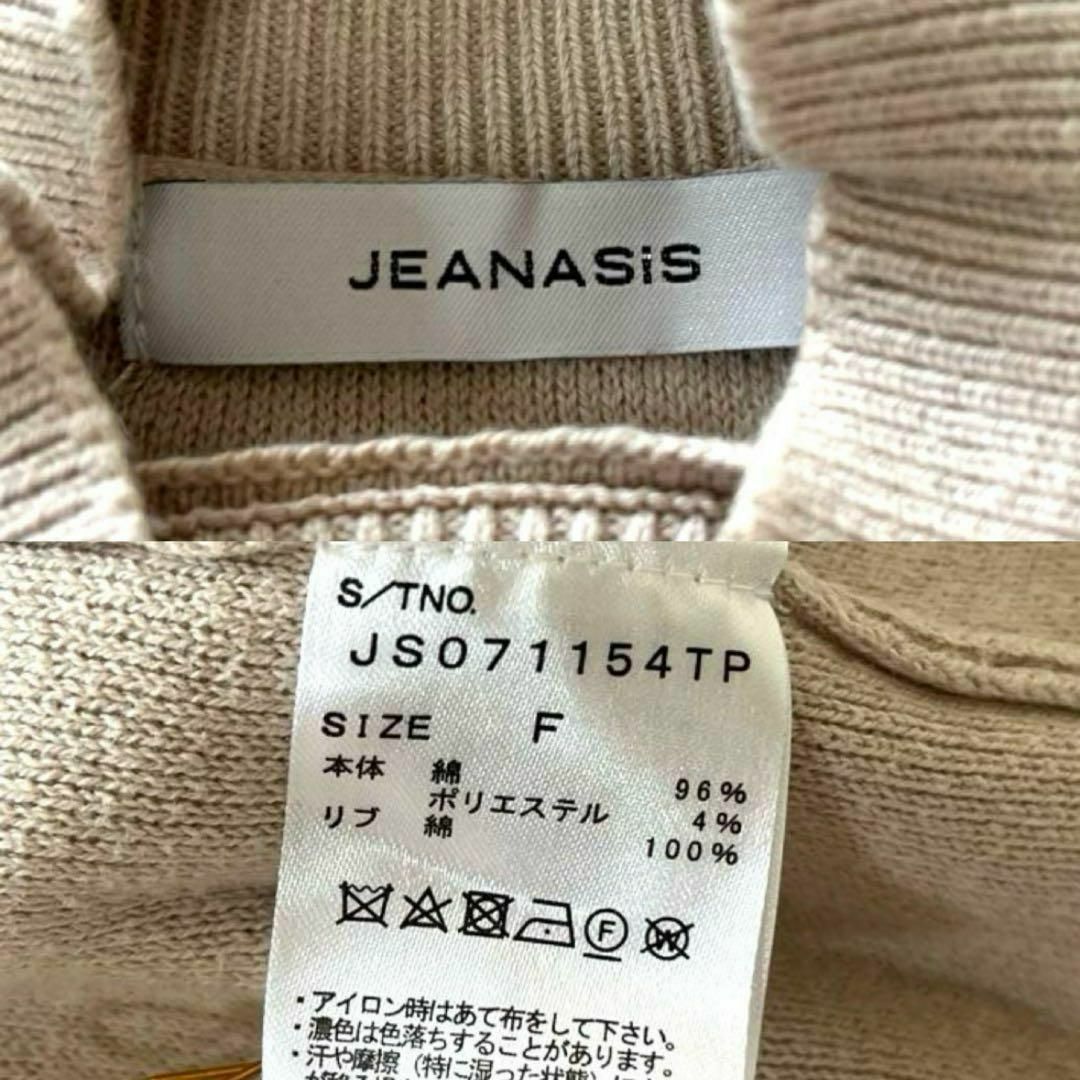 JEANASiS
S/TNO.
JS071154TP
SIZE F
本体 綿 96%
ポリエステル 4%
リブ 綿 100%
F
W
・アイロン時はあて布をして下さい。
・濃色は色落ちすることがあります。
・汗や摩擦(特に湿った状態)